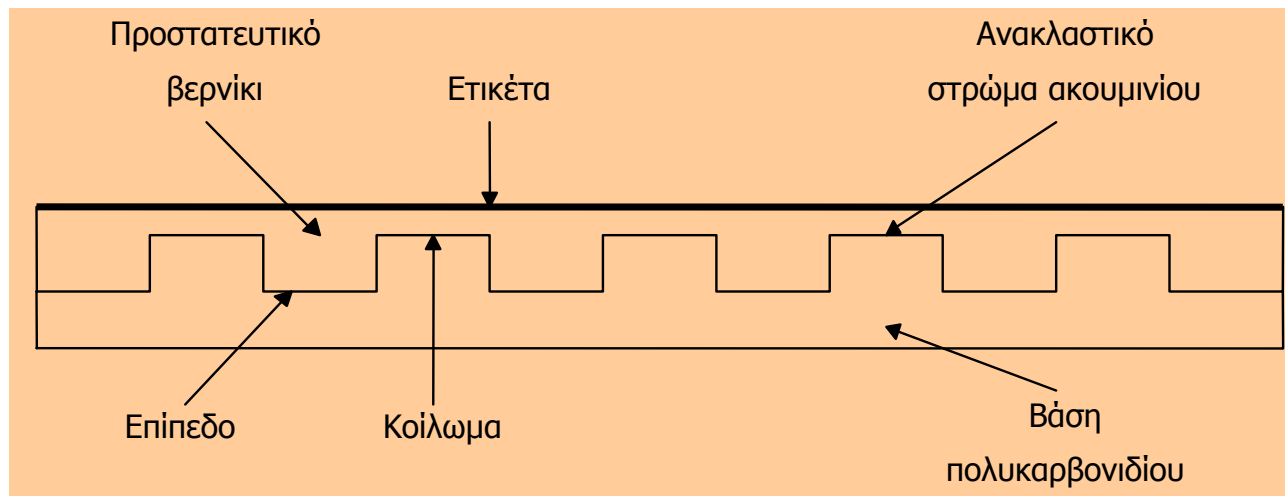 Προστατευτικό
βερνίκι
Ετικέτα
Ανακλαστικό
στρώμα ακουμινίου
Επίπεδο
Κοίλωμα
Βάση
πολυκαρβονιδίου